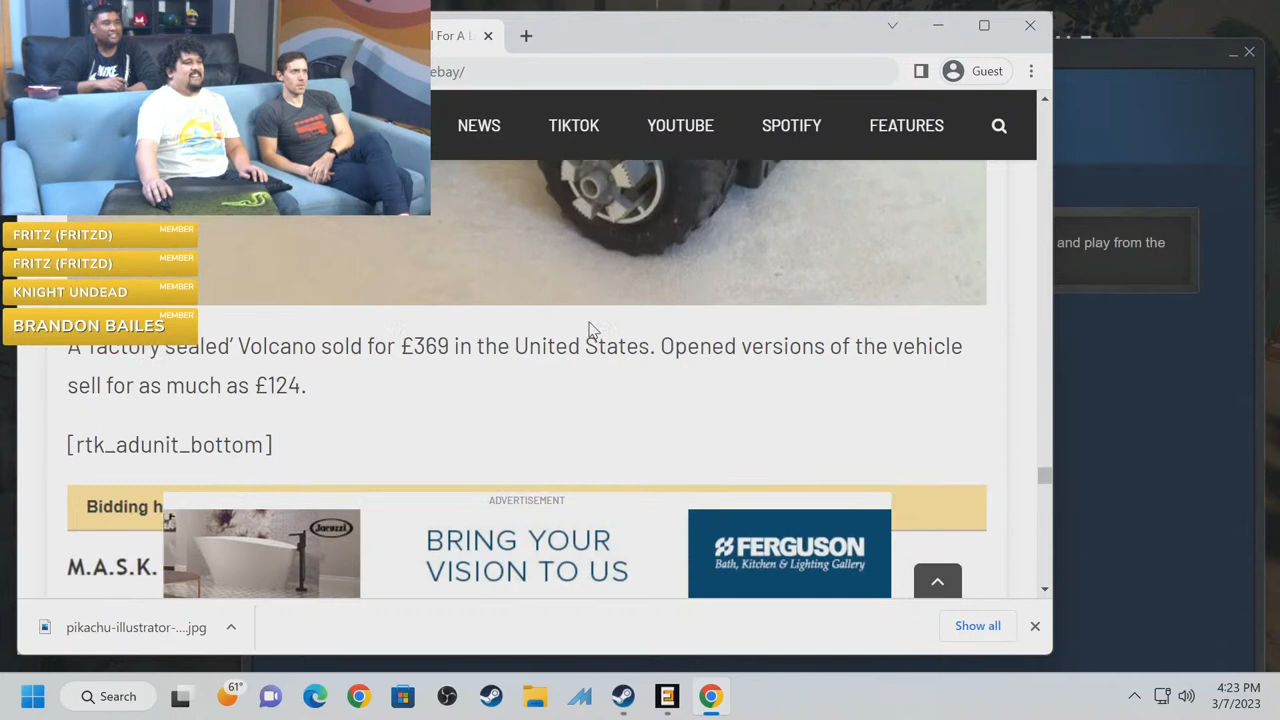 l For A L
ebay/
Guest
NEWS
TIKTOK
YOUTUBE
SPOTIFY
FEATURES
and play from the
FRITZ (FRITZD)
MEMBER
FRITZ (FRITZD)
MEMBER
KNIGHT UNDEAD
MEMBER
BRANDON BAILES
MEMBER
A 'factory sealed’ Volcano sold for £369 in the United States. Opened versions of the vehicle
sell for as much as £124.
[rtk_adunit_bottom]
Bidding h
ADVERTISEMENT
M.A.S.K.
Jacuzzi
BRING YOUR
VISION TO US
FERGUSON
Bath, Kitchen & Lighting Gallery
pikachu-illustrator-....jpg
Show all
61°
Search
4:23 PM
3/7/2023